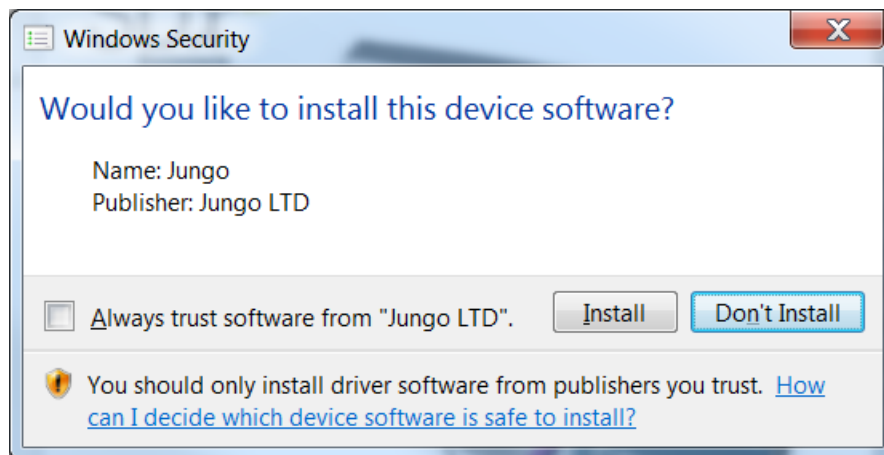 Windows Security
Would you like to install this device software?
Name: Jungo
Publisher: Jungo LTD
Always trust software from "Jungo LTD".
Install
Don't Install
You should only install driver software from publishers you trust. How
can I decide which device software is safe to install?